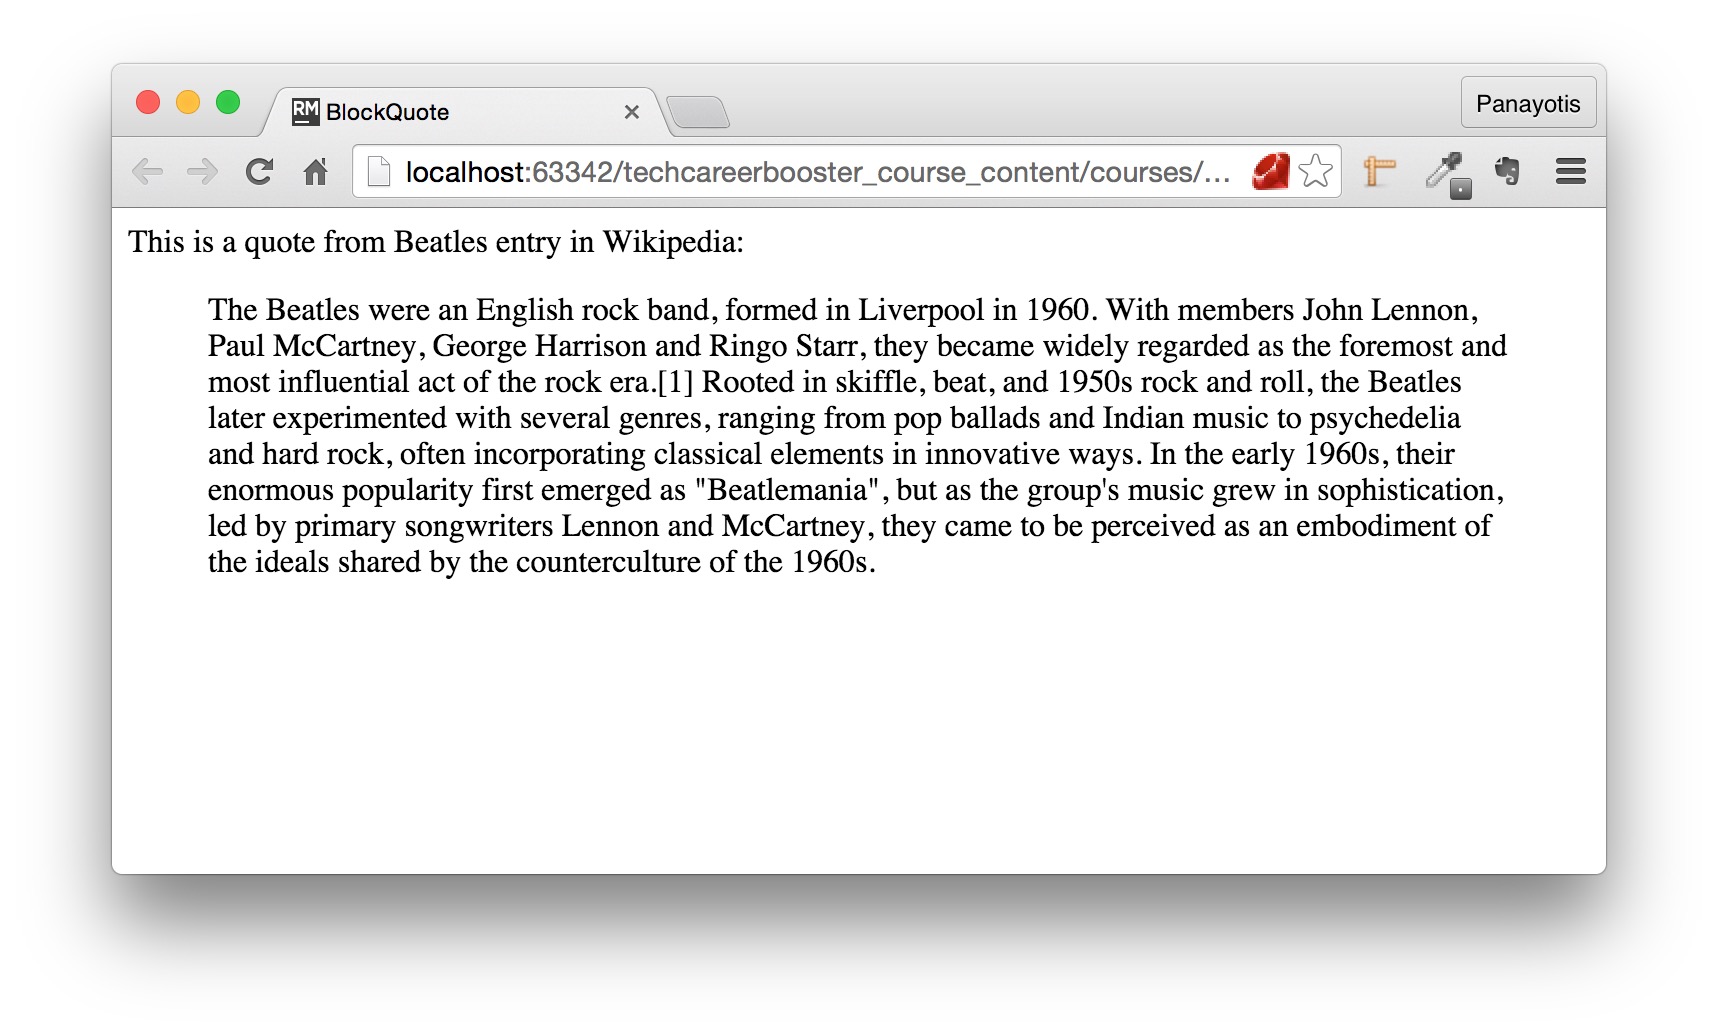 RM BlockQuote
Panayotis
localhost:63342/techcareerbooster_course_content/courses/...
This is a quote from Beatles entry in Wikipedia:
The Beatles were an English rock band, formed in Liverpool in 1960. With members John Lennon,
Paul McCartney, George Harrison and Ringo Starr, they became widely regarded as the foremost and
most influential act of the rock era.[1] Rooted in skiffle, beat, and 1950s rock and roll, the Beatles
later experimented with several genres, ranging from pop ballads and Indian music to psychedelia
and hard rock, often incorporating classical elements in innovative ways. In the early 1960s, their
enormous popularity first emerged as "Beatlemania", but as the group's music grew in sophistication,
led by primary songwriters Lennon and McCartney, they came to be perceived as an embodiment of
the ideals shared by the counterculture of the 1960s.